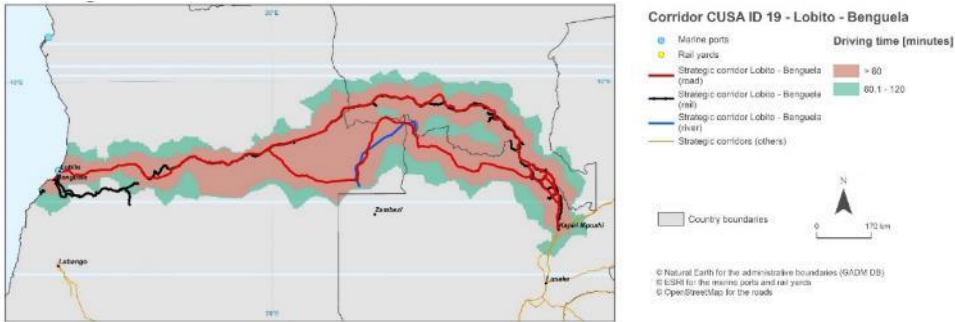 Corridor CUSA ID 19 - Lobito - Benguela
Marine ports
Rail yards
Strategic corridor Lobito - Benguela
(road)
Strategic corridor Lobito - Benguela
(rail)
Strategic corridor Lobito - Benguela
(river)
Strategic corridors (others)
Driving time [minutes]
> 60
60,1 - 120
Country boundaries
N
0 170 km
© Natural Earth for the administrative boundaries (GADM DB)
© ESRI for the marine ports and rail yards
© OpenStreetMap for the roads
20°E
10°S
10°S
Lobito
Benguela
Zambezi
Kapiri Mposhi
Lubango
Lusaka